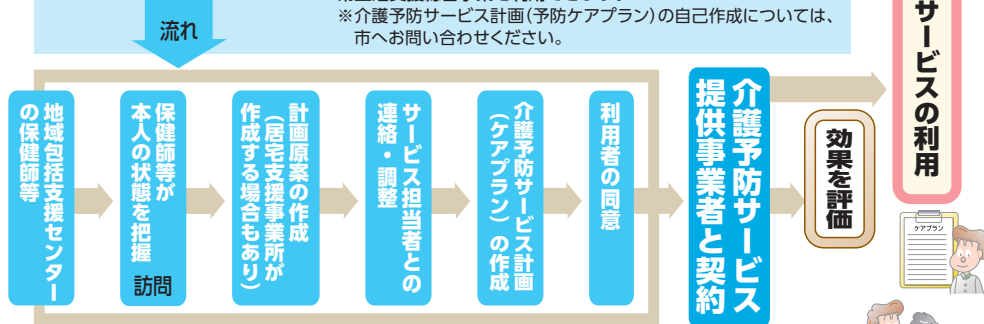 ※介護予防サービス計画(予防ケアプラン)の自己作成については、
市へお問い合わせください。
流れ
地域包括支援センター
の保健師等
保健師等が
本人の状態を把握
訪問
計画原案の作成
(居宅支援事業所が
作成する場合もあり)
サービス担当者との
連絡・調整
介護予防サービス計画
(ケアプラン)の作成
利用者の同意
介護予防サービス
提供事業者と契約
効果を評価
サービスの利用
ケアプラン